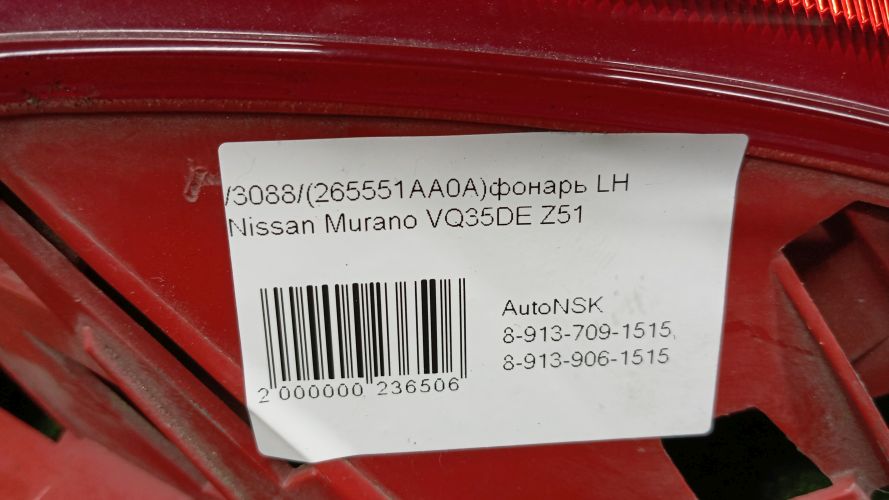 /3088/(265551AA0A)фонарь LH
Nissan Murano VQ35DE Z51
AutoNSK
8-913-709-1515,
8-913-906-1515
2 000000 236506